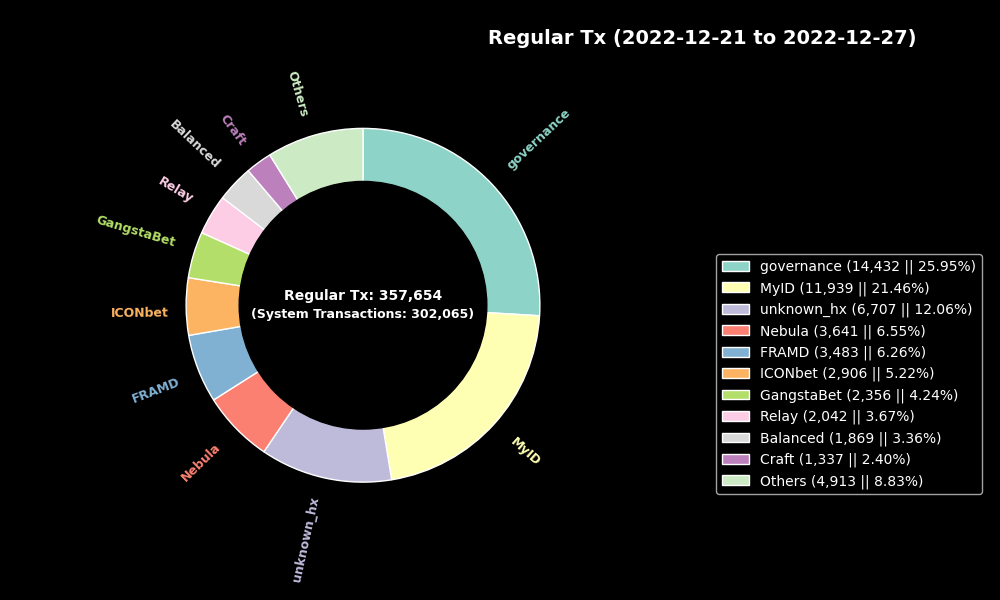 Regular Tx (2022-12-21 to 2022-12-27)
Others
governance
Craft
Balanced
Relay
GangstaBet
ICONbet
FRAMD
Nebula
unknown_hx
MyID
Regular Tx: 357,654
(System Transactions: 302,065)
governance (14,432 || 25.95%)
MyID (11,939 || 21.46%)
unknown_hx (6,707 || 12.06%)
Nebula (3,641 || 6.55%)
FRAMD (3,483 || 6.26%)
ICONbet (2,906 || 5.22%)
GangstaBet (2,356 || 4.24%)
Relay (2,042 || 3.67%)
Balanced (1,869 || 3.36%)
Craft (1,337 || 2.40%)
Others (4,913 || 8.83%)